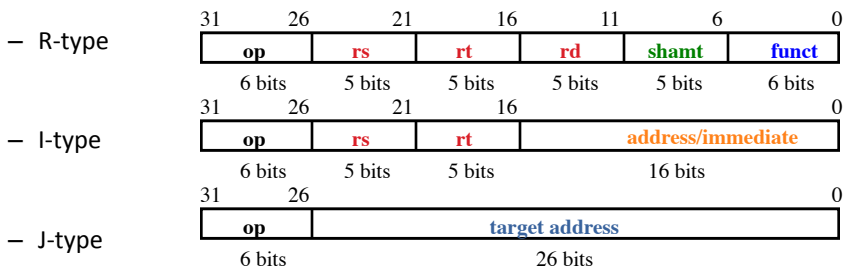 31 26 21 16 11 6 0
– R-type op rs rt rd shamt funct
6 bits 5 bits 5 bits 5 bits 5 bits 6 bits
31 26 21 16 0
– I-type op rs rt address/immediate
6 bits 5 bits 5 bits 16 bits
31 26 0
– J-type op target address
6 bits 26 bits